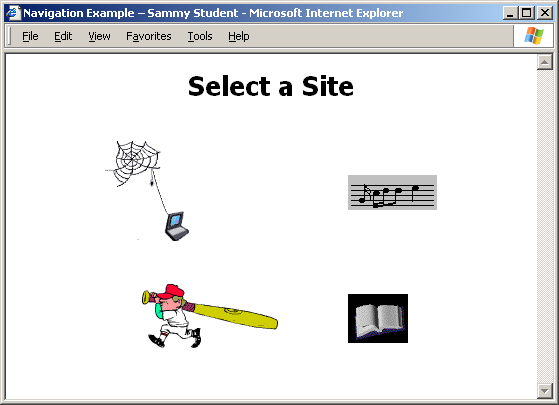 Navigation Example – Sammy Student - Microsoft Internet Explorer
File Edit View Favorites Tools Help
Select a Site